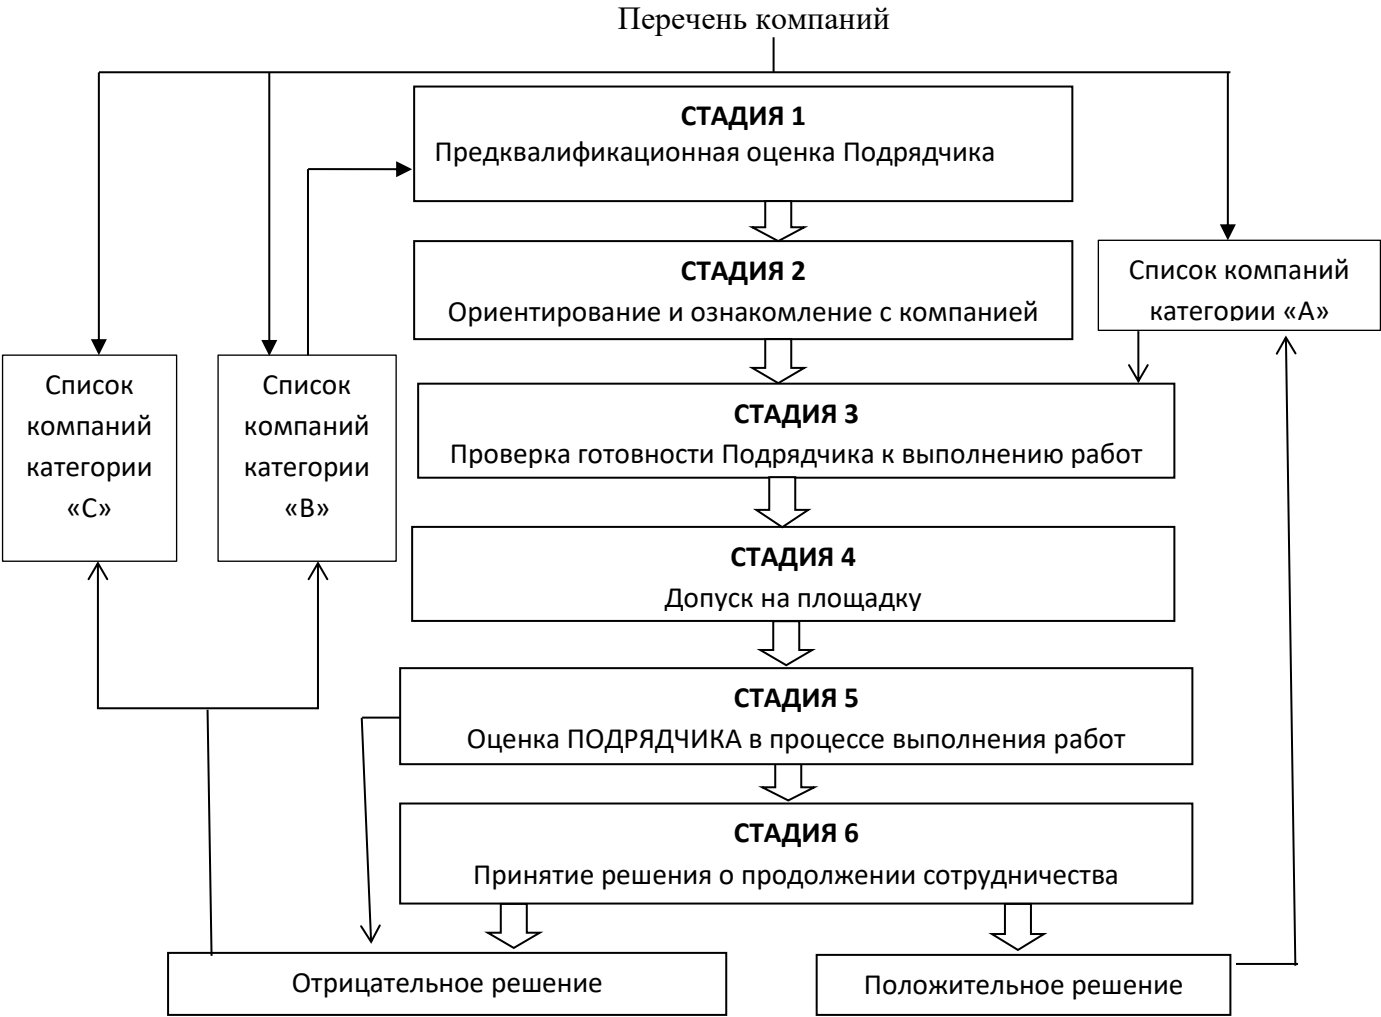 Перечень компаний
СТАДИЯ 1
Предквалификационная оценка Подрядчика
СТАДИЯ 2
Ориентирование и ознакомление с компанией
Список компаний
категории «А»
Список
компаний
категории
«С»
Список
компаний
категории
«В»
СТАДИЯ 3
Проверка готовности Подрядчика к выполнению работ
СТАДИЯ 4
Допуск на площадку
СТАДИЯ 5
Оценка ПОДРЯДЧИКА в процессе выполнения работ
СТАДИЯ 6
Принятие решения о продолжении сотрудничества
Отрицательное решение
Положительное решение